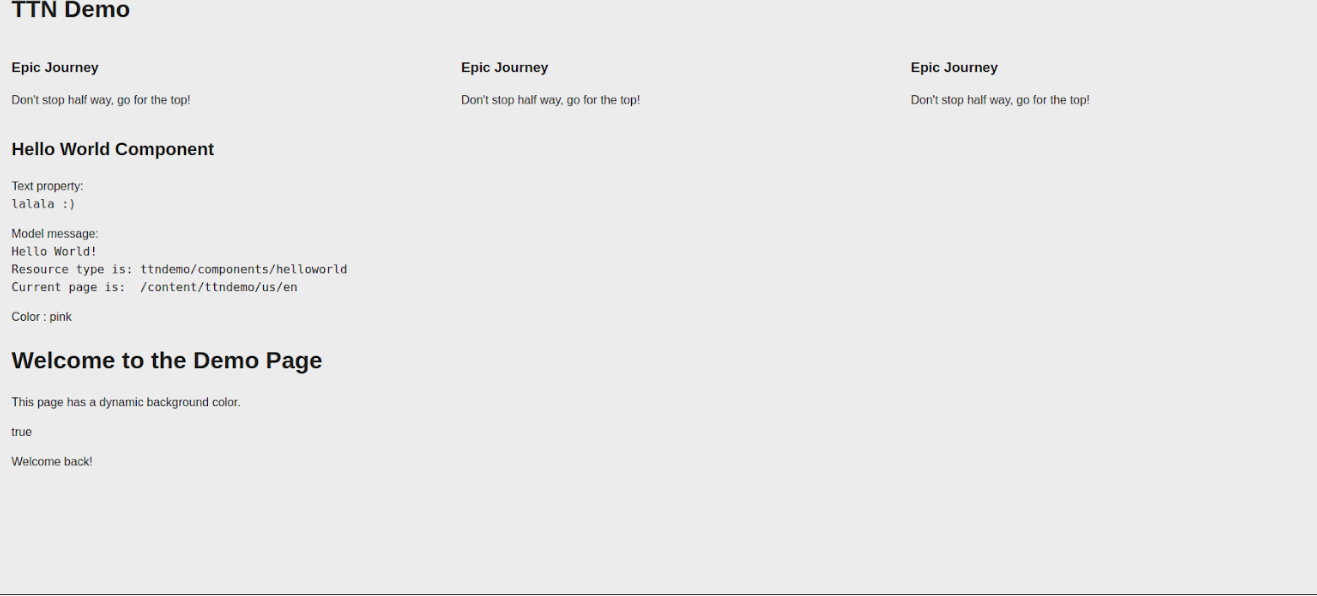 TTN Demo
Epic Journey Epic Journey Epic Journey
Don't stop half way, go for the top! Don't stop half way, go for the top! Don't stop half way, go for the top!
Hello World Component
Text property:
lalala :)
Model message:
Hello World!
Resource type is: ttndemo/components/helloworld
Current page is:  /content/ttndemo/us/en
Color : pink
Welcome to the Demo Page
This page has a dynamic background color.
true
Welcome back!